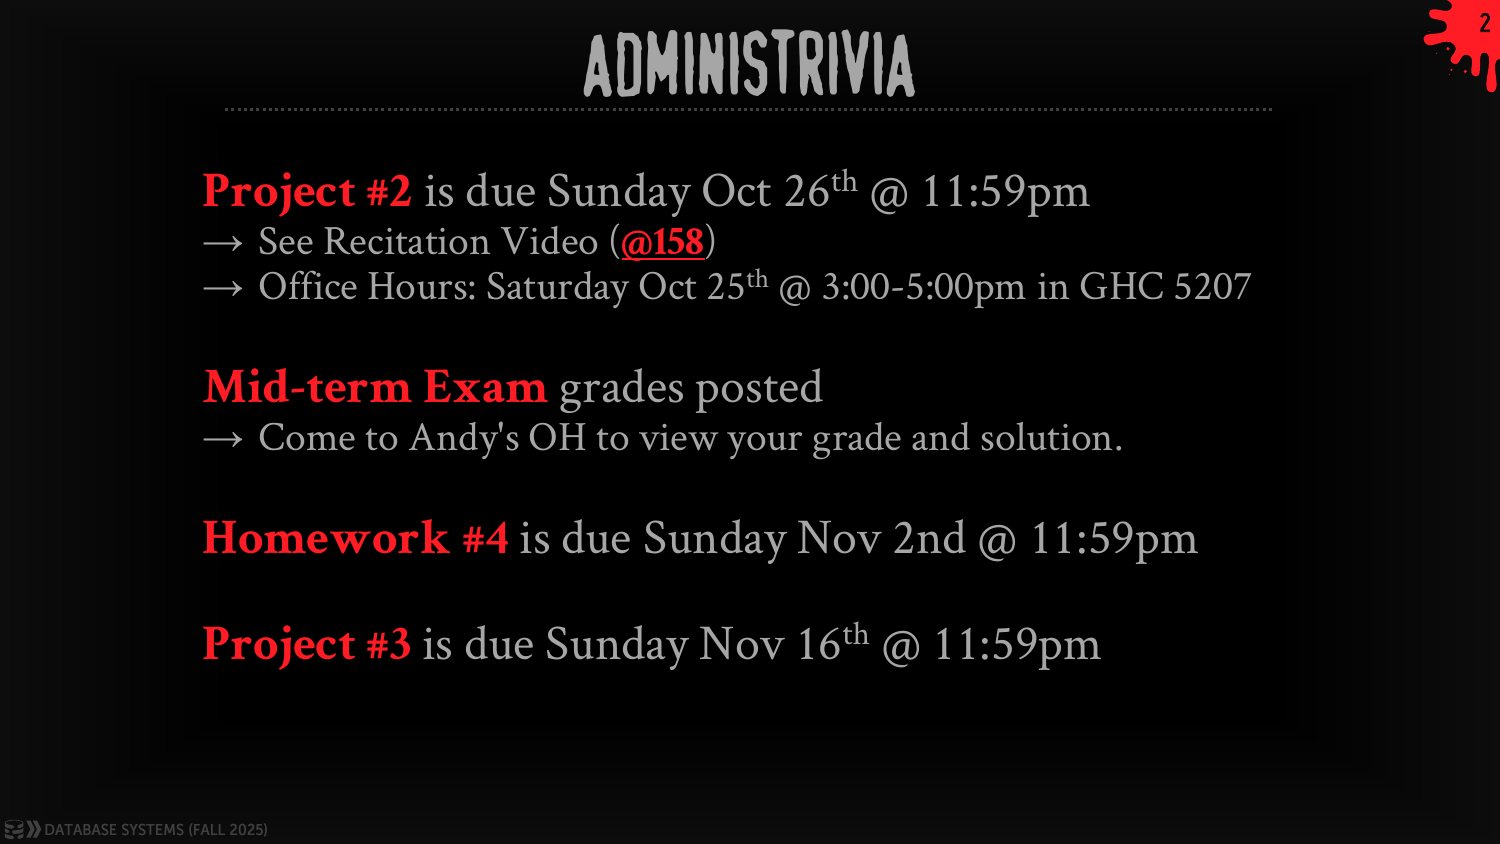 ADMINISTRIVIA
2
Project #2 is due Sunday Oct 26th @ 11:59pm
→ See Recitation Video (@158)
→ Office Hours: Saturday Oct 25th @ 3:00-5:00pm in GHC 5207
Mid-term Exam grades posted
→ Come to Andy's OH to view your grade and solution.
Homework #4 is due Sunday Nov 2nd @ 11:59pm
Project #3 is due Sunday Nov 16th @ 11:59pm
DATABASE SYSTEMS (FALL 2025)